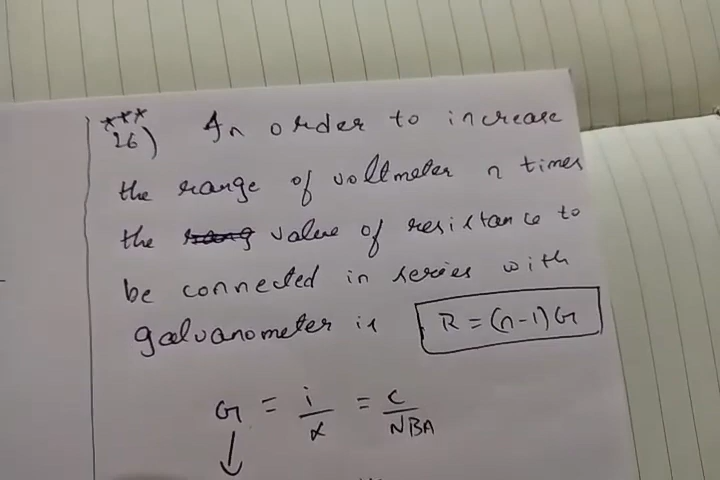 ***
26) In order to increase
the range of voltmeter n times
the value of resistance to
be connected in series with
galvanometer is R = (n-1)G
G = i/α = C/NBA